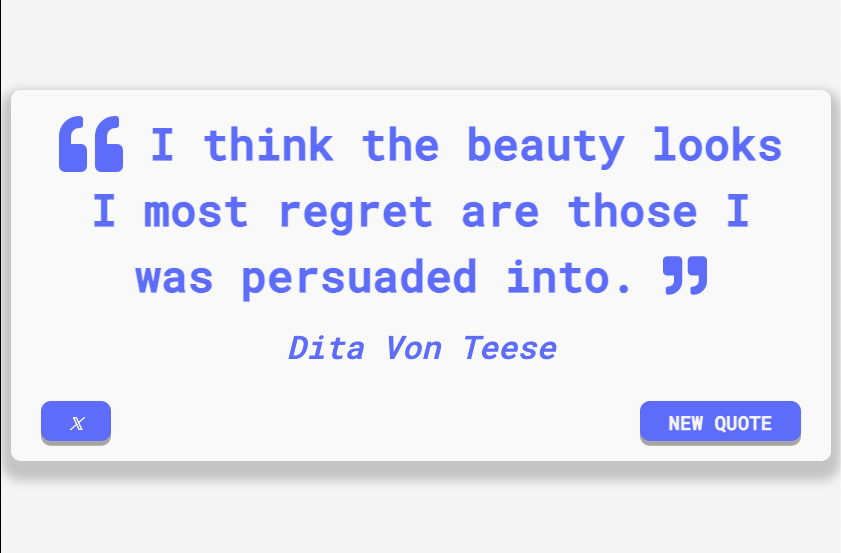 “ I think the beauty looks
I most regret are those I
was persuaded into. ”
Dita Von Teese
𝕏
NEW QUOTE